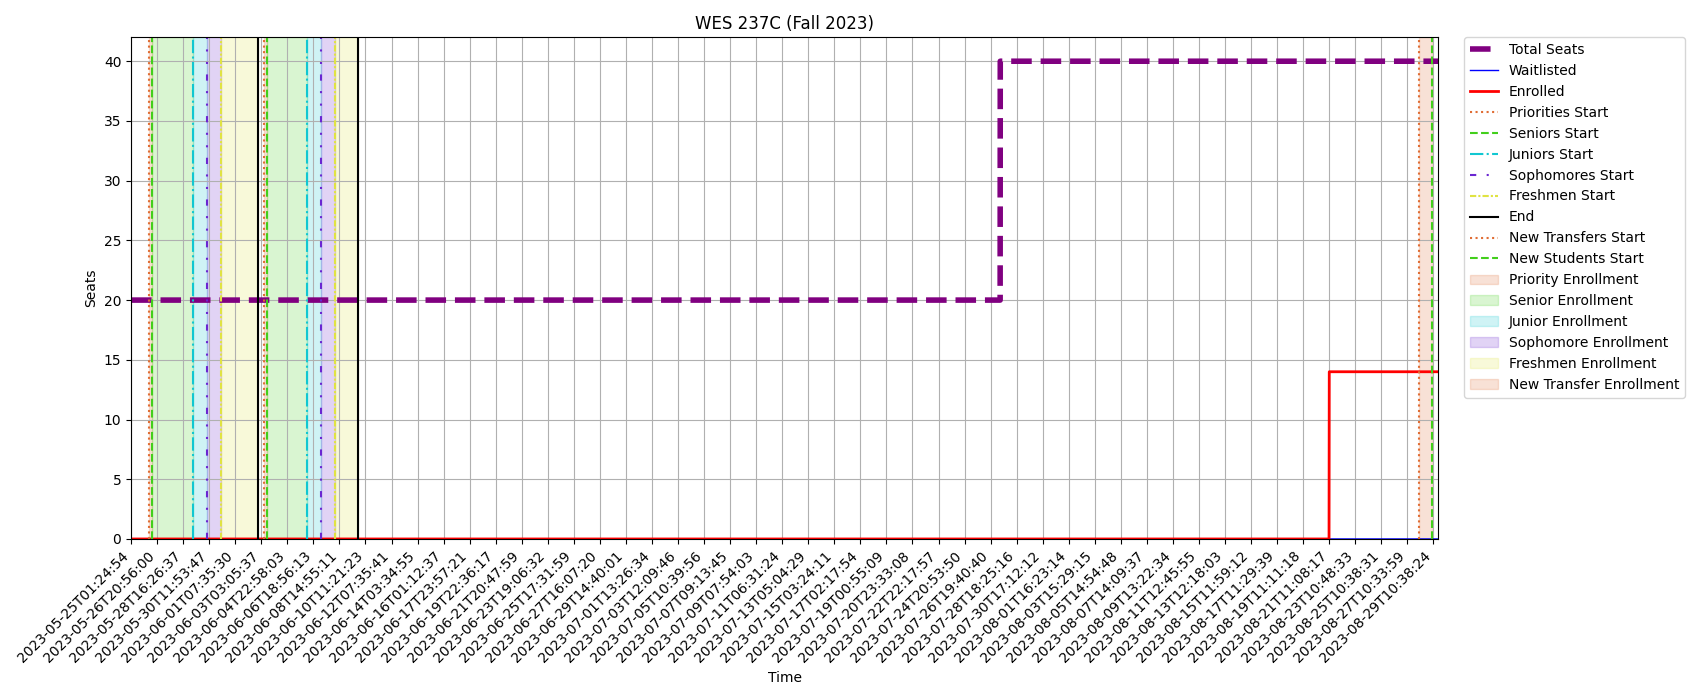 WES 237C (Fall 2023)
Seats
40
35
30
25
20
15
10
5
0
2023-05-25T01:24:54
2023-05-26T20:56:00
2023-05-28T16:26:37
2023-05-30T11:53:47
2023-06-01T07:35:30
2023-06-03T03:05:37
2023-06-04T22:58:03
2023-06-06T18:56:13
2023-06-08T14:55:11
2023-06-10T11:21:23
2023-06-12T07:35:41
2023-06-14T03:34:55
2023-06-16T01:12:37
2023-06-17T23:57:21
2023-06-19T22:36:17
2023-06-21T20:47:59
2023-06-23T19:06:32
2023-06-25T17:31:59
2023-06-27T16:07:20
2023-06-29T14:40:01
2023-07-01T13:26:34
2023-07-03T12:09:46
2023-07-05T10:39:56
2023-07-07T09:13:45
2023-07-09T07:54:03
2023-07-11T06:31:24
2023-07-13T05:04:29
2023-07-15T03:24:11
2023-07-17T02:17:54
2023-07-19T00:55:09
2023-07-20T23:33:08
2023-07-22T22:17:57
2023-07-24T20:53:50
2023-07-26T19:40:40
2023-07-28T18:25:16
2023-07-30T17:12:12
2023-08-01T16:23:14
2023-08-03T15:29:15
2023-08-05T14:54:48
2023-08-07T14:09:37
2023-08-09T13:22:34
2023-08-11T12:45:55
2023-08-13T12:18:03
2023-08-15T11:59:12
2023-08-17T11:29:39
2023-08-19T11:11:18
2023-08-21T11:08:17
2023-08-23T10:48:33
2023-08-25T10:38:31
2023-08-27T10:33:59
2023-08-29T10:38:24
Time
Total Seats
Waitlisted
Enrolled
Priorities Start
Seniors Start
Juniors Start
Sophomores Start
Freshmen Start
End
New Transfers Start
New Students Start
Priority Enrollment
Senior Enrollment
Junior Enrollment
Sophomore Enrollment
Freshmen Enrollment
New Transfer Enrollment